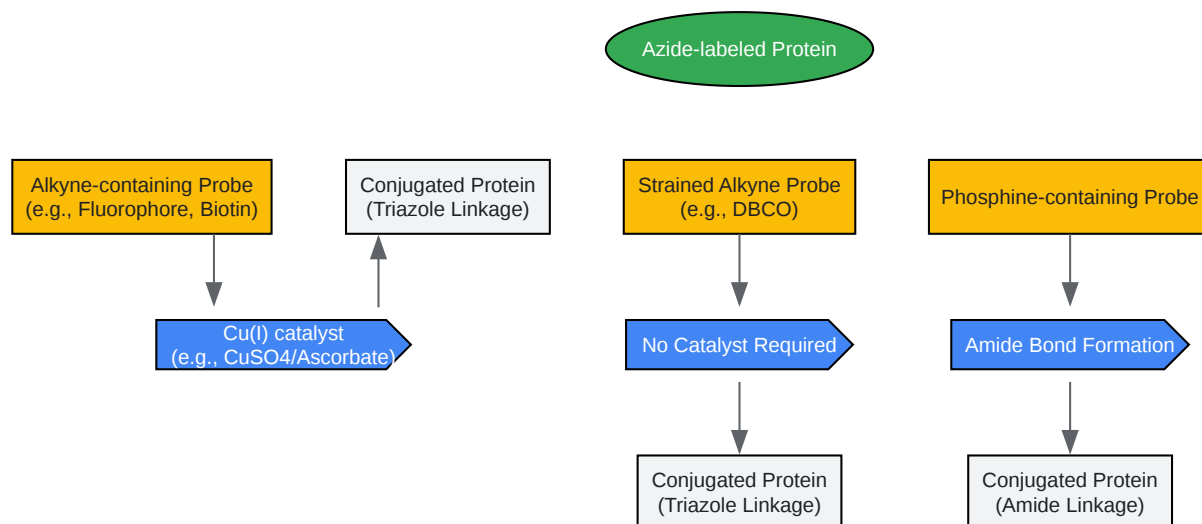 Azide-labeled Protein
Alkyne-containing Probe
(e.g., Fluorophore, Biotin)
Conjugated Protein
(Triazole Linkage)
Strained Alkyne Probe
(e.g., DBCO)
Phosphine-containing Probe
Cu(I) catalyst
(e.g., CuSO4/Ascorbate)
No Catalyst Required
Amide Bond Formation
Conjugated Protein
(Triazole Linkage)
Conjugated Protein
(Amide Linkage)